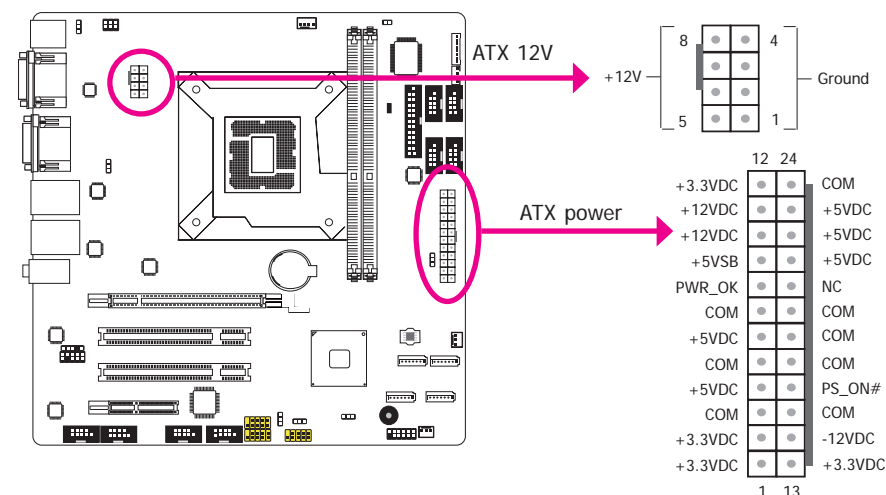 ATX 12V
8 4
+12V
Ground
5 1
ATX power
12 24
+3.3VDC COM
+12VDC +5VDC
+12VDC +5VDC
+5VSB +5VDC
PWR_OK NC
COM COM
+5VDC COM
COM COM
+5VDC PS_ON#
COM COM
+3.3VDC -12VDC
+3.3VDC +3.3VDC
1 13